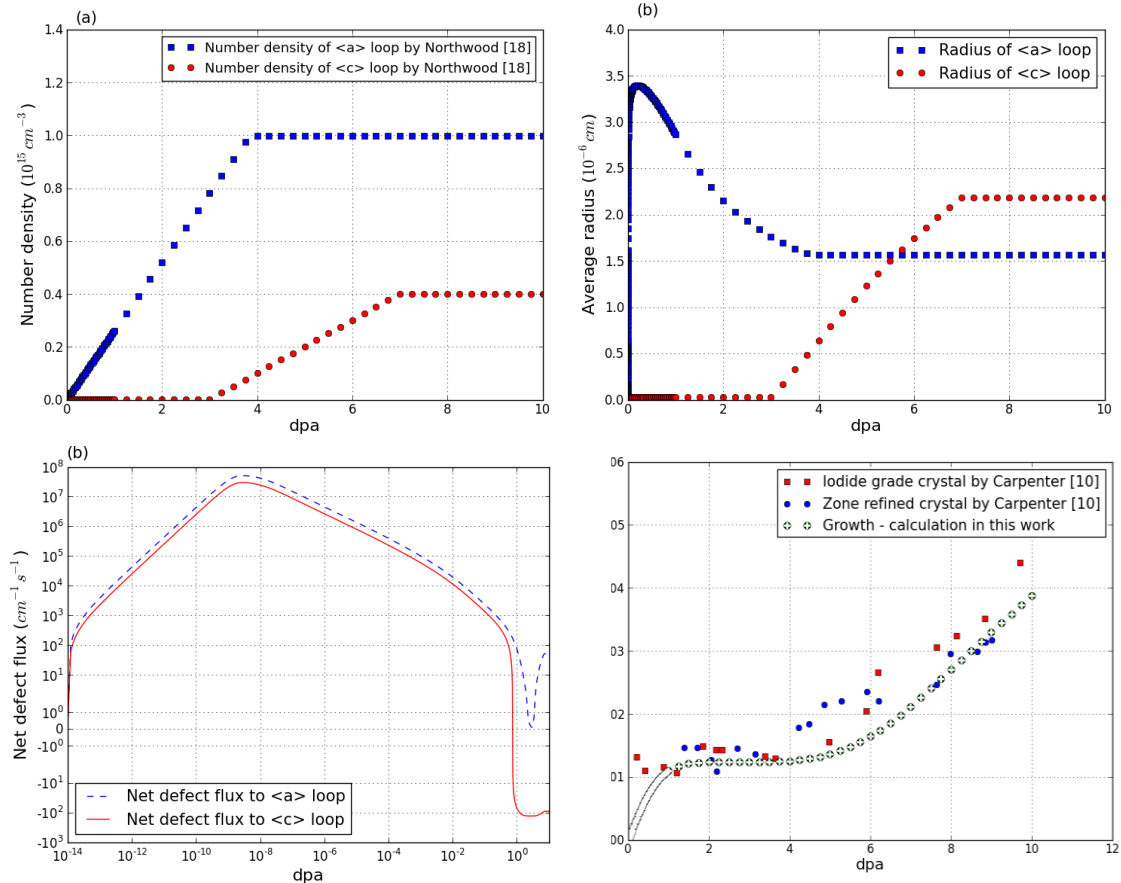 (a)
Number density (10^15 cm^−3)
1.4
1.2
1.0
0.8
0.6
0.4
0.2
0.0
Number density of <a> loop by Northwood [18]
Number density of <c> loop by Northwood [18]
0 2 4 6 8 10
dpa
(b)
Average radius (10^−6 cm)
4.0
3.5
3.0
2.5
2.0
1.5
1.0
0.5
0.0
Radius of <a> loop
Radius of <c> loop
0 2 4 6 8 10
dpa
(b)
Net defect flux (cm^−1 s^−1)
10^8
10^7
10^6
10^5
10^4
10^3
10^2
10^1
10^0
0
-10^0
-10^1
-10^2
-10^3
Net defect flux to <a> loop
Net defect flux to <c> loop
10^-14 10^-12 10^-10 10^-8 10^-6 10^-4 10^-2 10^0
dpa
06
05
04
03
02
01
00
Iodide grade crystal by Carpenter [10]
Zone refined crystal by Carpenter [10]
Growth - calculation in this work
0 2 4 6 8 10 12
dpa